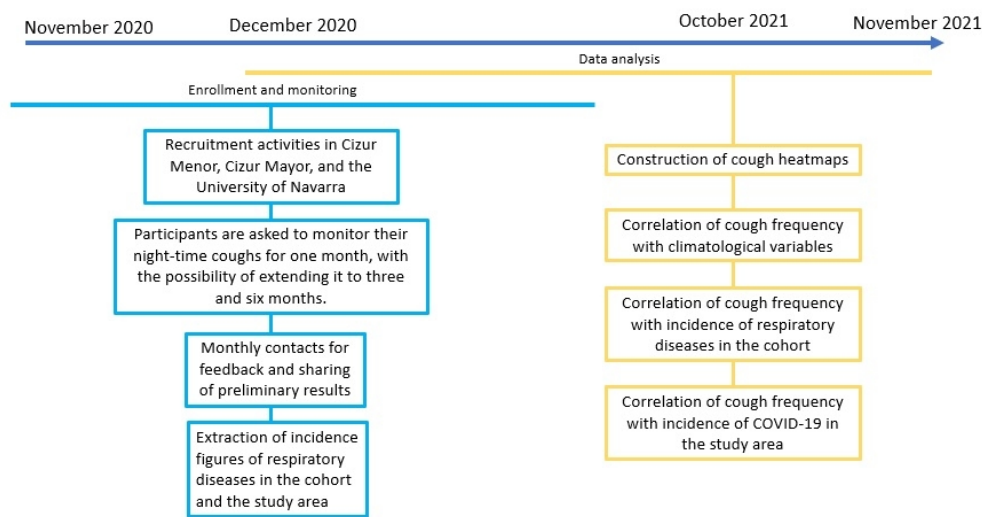 November 2020
December 2020
October 2021
November 2021
Data analysis
Enrollment and monitoring
Recruitment activities in Cizur
Menor, Cizur Mayor, and the
University of Navarra
Participants are asked to monitor their
night-time coughs for one month, with
the possibility of extending it to three
and six months.
Monthly contacts for
feedback and sharing
of preliminary results
Extraction of incidence
figures of respiratory
diseases in the cohort
and the study area
Construction of cough heatmaps
Correlation of cough frequency
with climatological variables
Correlation of cough frequency
with incidence of respiratory
diseases in the cohort
Correlation of cough frequency
with incidence of COVID-19 in
the study area